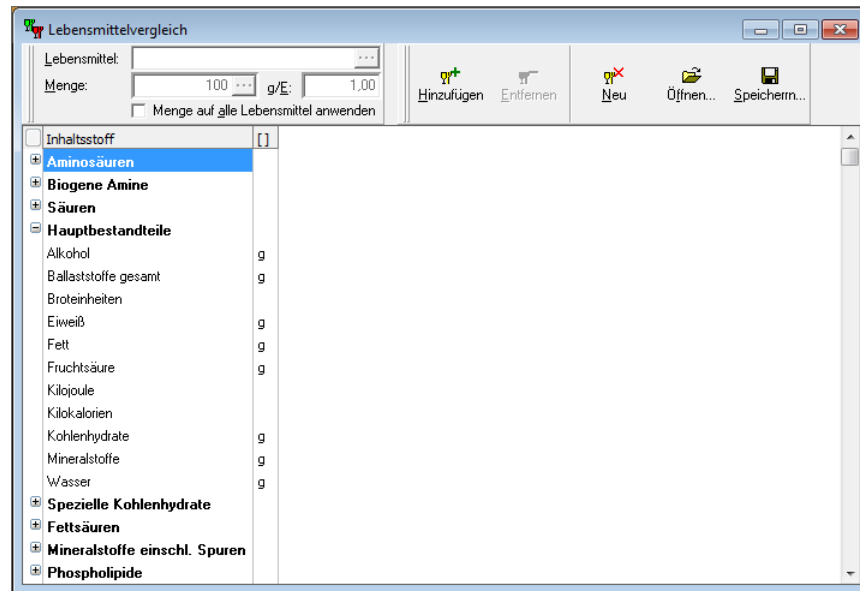 Lebensmittelvergleich
Lebensmittel:
Menge: 100 g/E: 1,00
Menge auf alle Lebensmittel anwenden
Hinzufügen Entfernen Neu Öffnen... Speicherrn...
Inhaltsstoff [ ]
Aminosäuren
Biogene Amine
Säuren
Hauptbestandteile
Alkohol g
Ballaststoffe gesamt g
Broteinheiten
Eiweiß g
Fett g
Fruchtsäure g
Kilojoule
Kilokalorien
Kohlenhydrate g
Mineralstoffe g
Wasser g
Spezielle Kohlenhydrate
Fettsäuren
Mineralstoffe einschl. Spuren
Phospholipide